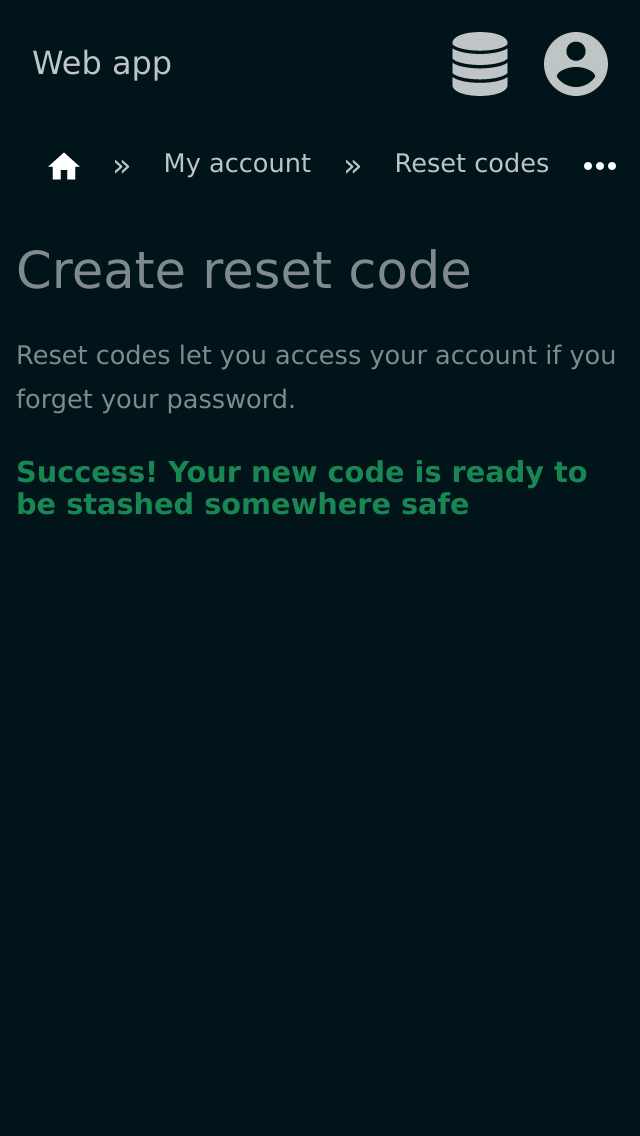 Web app
» My account » Reset codes
Create reset code
Reset codes let you access your account if you
forget your password.
Success! Your new code is ready to
be stashed somewhere safe